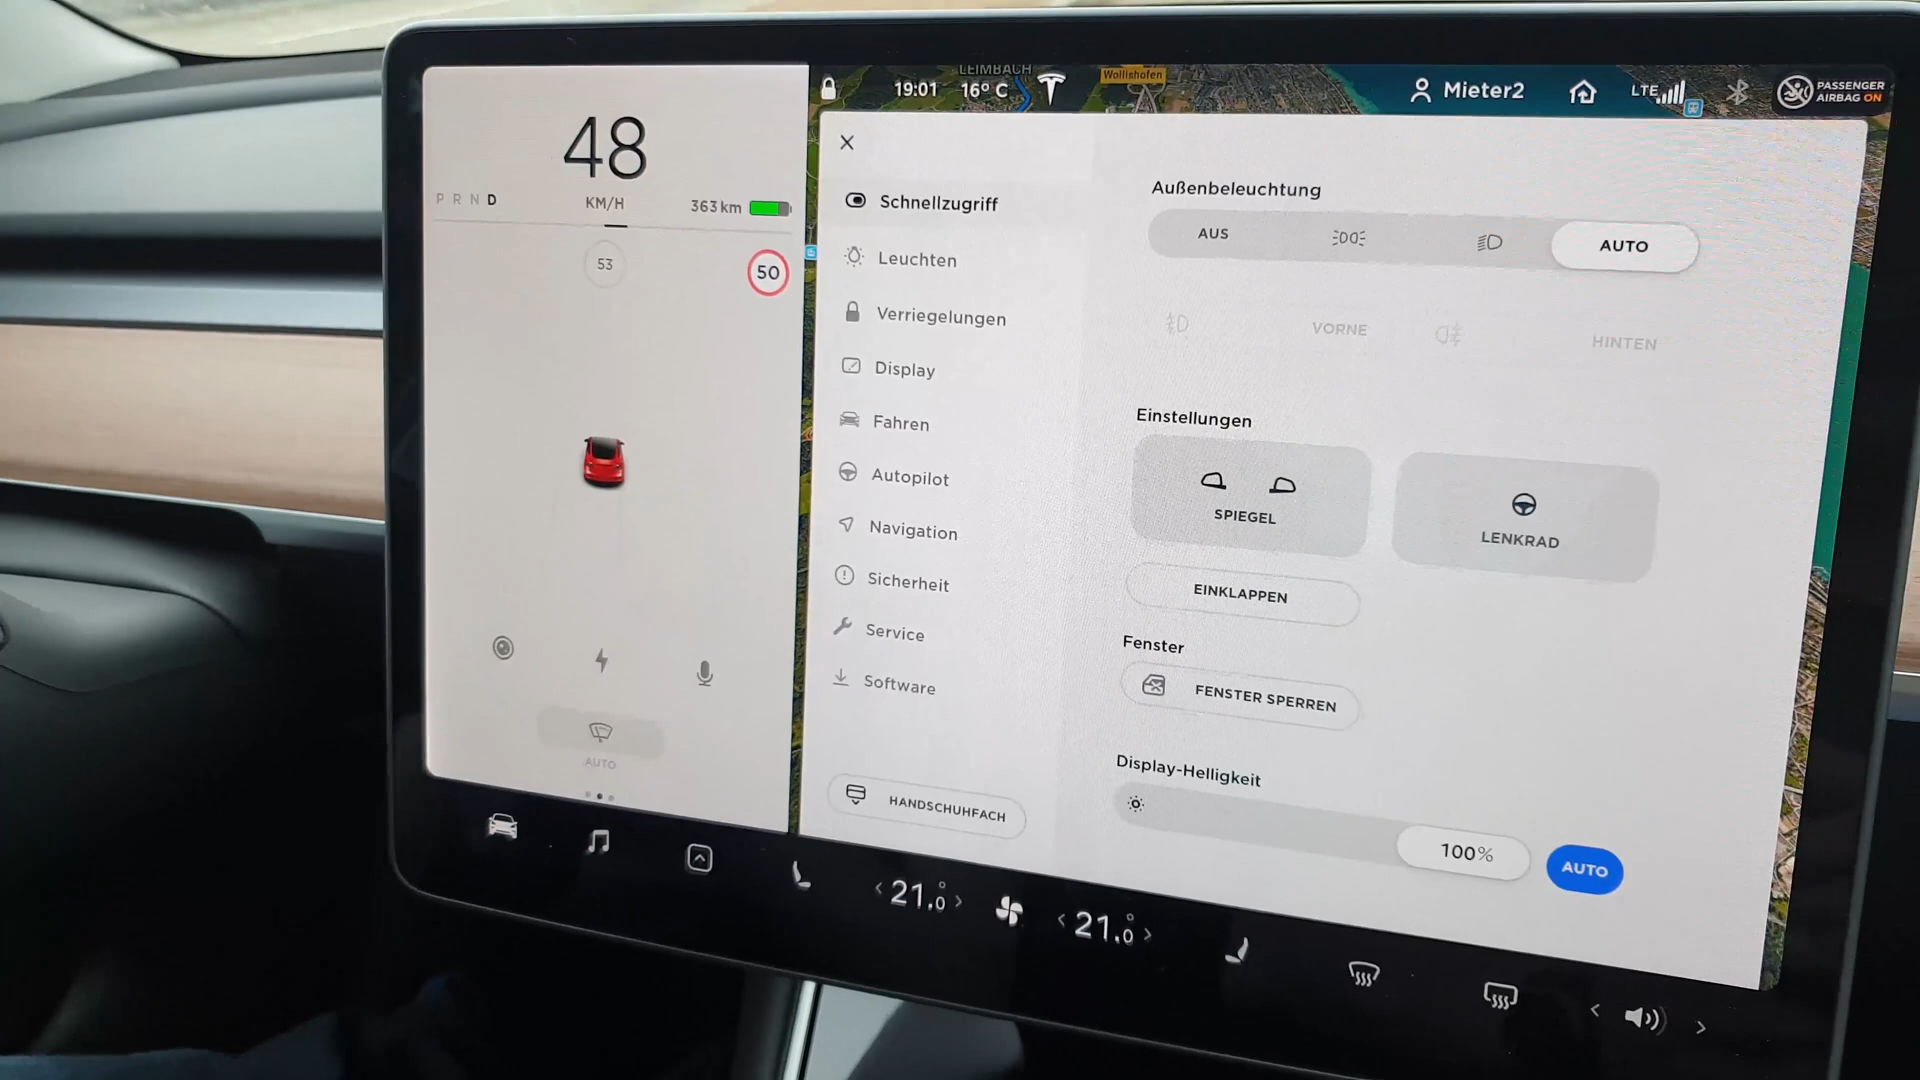 LEIMBACH
Wollishofen
19:01 16° C
Mieter2
LTE
PASSENGER
AIRBAG ON
48
KM/H
P R N D
363 km
53
50
AUTO
Schnellzugriff
Leuchten
Verriegelungen
Display
Fahren
Autopilot
Navigation
Sicherheit
Service
Software
HANDSCHUHFACH
Außenbeleuchtung
AUS
AUTO
VORNE
HINTEN
Einstellungen
SPIEGEL
LENKRAD
EINKLAPPEN
Fenster
FENSTER SPERREN
Display-Helligkeit
100%
AUTO
21.0°
21.0°